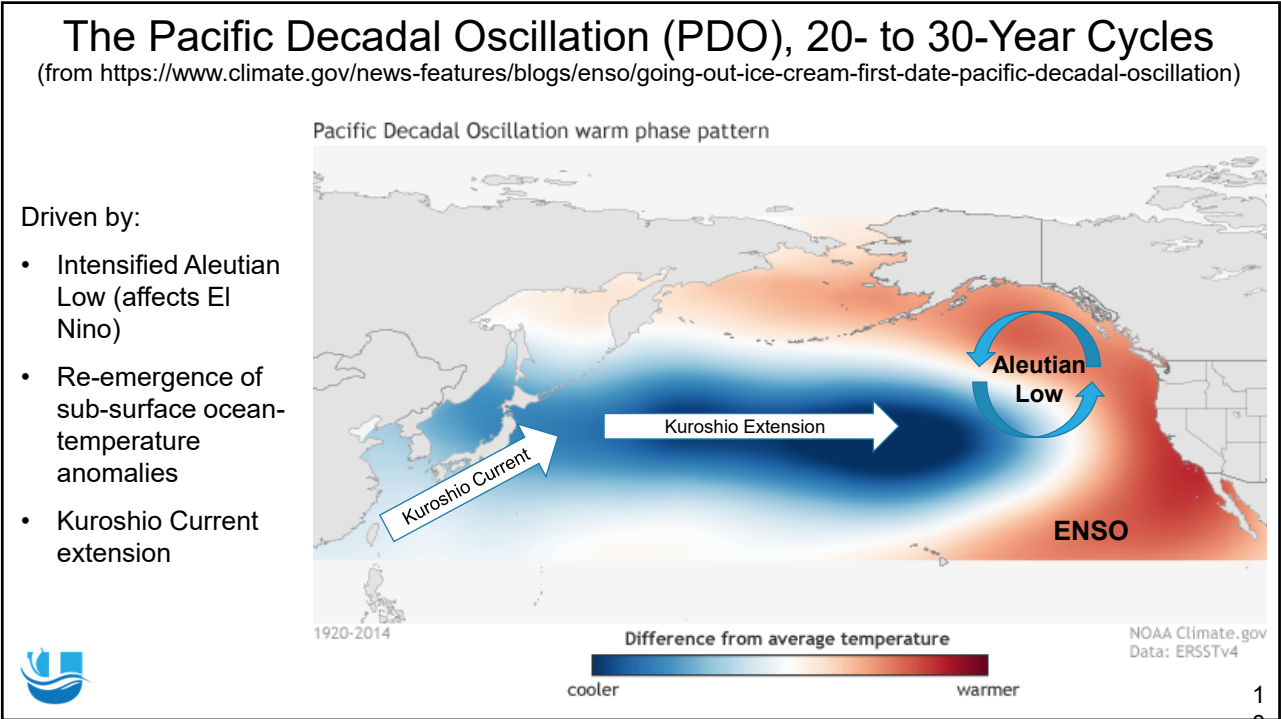 The Pacific Decadal Oscillation (PDO), 20- to 30-Year Cycles
(from https://www.climate.gov/news-features/blogs/enso/going-out-ice-cream-first-date-pacific-decadal-oscillation)
Pacific Decadal Oscillation warm phase pattern
Driven by:
• Intensified Aleutian
Low (affects El
Nino)
• Re-emergence of
sub-surface ocean-
temperature
anomalies
• Kuroshio Current
extension
Aleutian
Low
Kuroshio Extension
Kuroshio Current
ENSO
1920-2014
Difference from average temperature
cooler
warmer
NOAA Climate.gov
Data: ERSSTv4
1